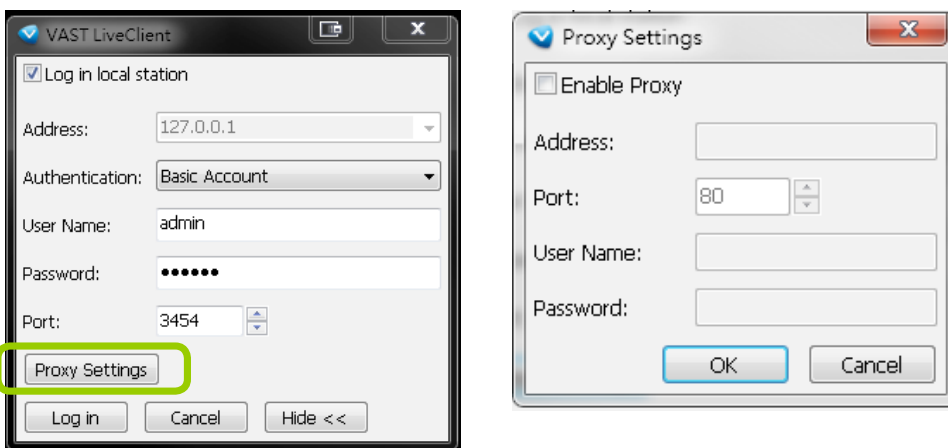 VAST LiveClient
Log in local station
Address: 127.0.0.1
Authentication: Basic Account
User Name: admin
Password: ••••••
Port: 3454
Proxy Settings
Log in Cancel Hide <<
Proxy Settings
Enable Proxy
Address:
Port: 80
User Name:
Password:
OK Cancel